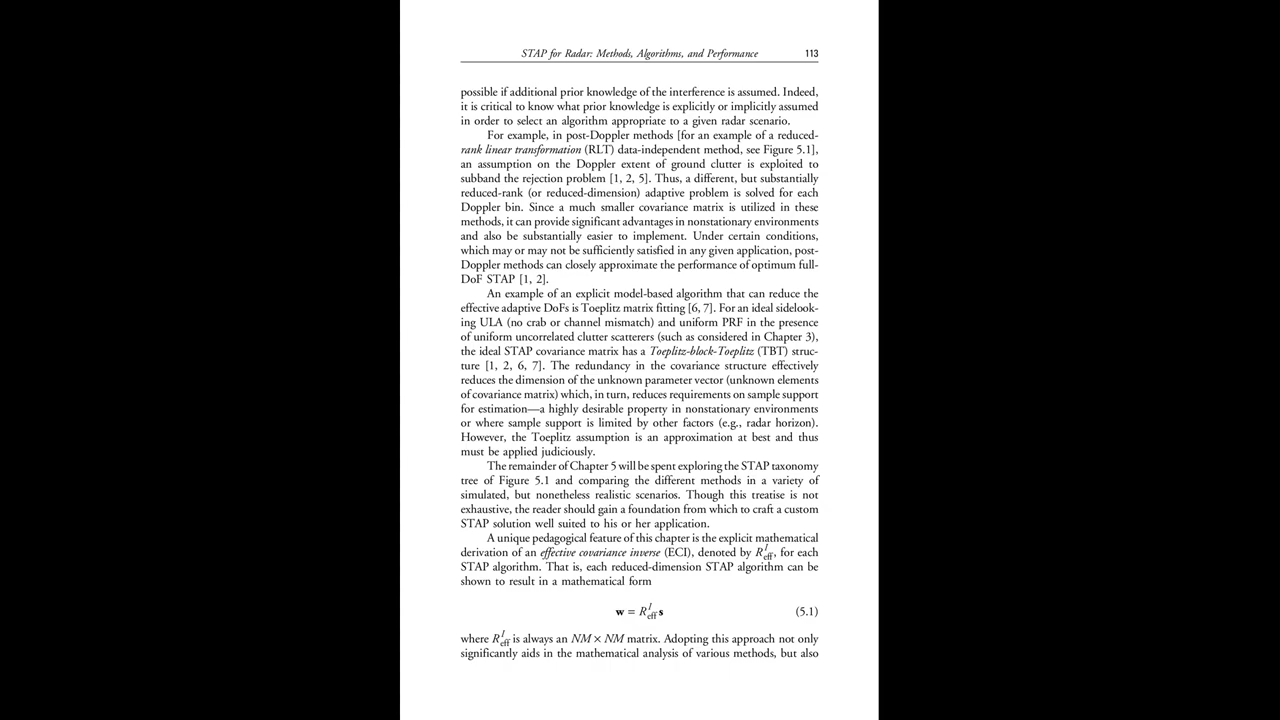 STAP for Radar: Methods, Algorithms, and Performance 113
possible if additional prior knowledge of the interference is assumed. Indeed,
it is critical to know what prior knowledge is explicitly or implicitly assumed
in order to select an algorithm appropriate to a given radar scenario.
For example, in post-Doppler methods [for an example of a reduced-
rank linear transformation (RLT) data-independent method, see Figure 5.1],
an assumption on the Doppler extent of ground clutter is exploited to
subband the rejection problem [1, 2, 5]. Thus, a different, but substantially
reduced-rank (or reduced-dimension) adaptive problem is solved for each
Doppler bin. Since a much smaller covariance matrix is utilized in these
methods, it can provide significant advantages in nonstationary environments
and also be substantially easier to implement. Under certain conditions,
which may or may not be sufficiently satisfied in any given application, post-
Doppler methods can closely approximate the performance of optimum full-
DoF STAP [1, 2].
An example of an explicit model-based algorithm that can reduce the
effective adaptive DoFs is Toeplitz matrix fitting [6, 7]. For an ideal sidelook-
ing ULA (no crab or channel mismatch) and uniform PRF in the presence
of uniform uncorrelated clutter scatterers (such as considered in Chapter 3),
the ideal STAP covariance matrix has a Toeplitz-block-Toeplitz (TBT) struc-
ture [1, 2, 6, 7]. The redundancy in the covariance structure effectively
reduces the dimension of the unknown parameter vector (unknown elements
of covariance matrix) which, in turn, reduces requirements on sample support
for estimation—a highly desirable property in nonstationary environments
or where sample support is limited by other factors (e.g., radar horizon).
However, the Toeplitz assumption is an approximation at best and thus
must be applied judiciously.
The remainder of Chapter 5 will be spent exploring the STAP taxonomy
tree of Figure 5.1 and comparing the different methods in a variety of
simulated, but nonetheless realistic scenarios. Though this treatise is not
exhaustive, the reader should gain a foundation from which to craft a custom
STAP solution well suited to his or her application.
A unique pedagogical feature of this chapter is the explicit mathematical
derivation of an effective covariance inverse (ECI), denoted by R^I_eff, for each
STAP algorithm. That is, each reduced-dimension STAP algorithm can be
shown to result in a mathematical form
w = R^I_eff s (5.1)
where R^I_eff is always an NM × NM matrix. Adopting this approach not only
significantly aids in the mathematical analysis of various methods, but also